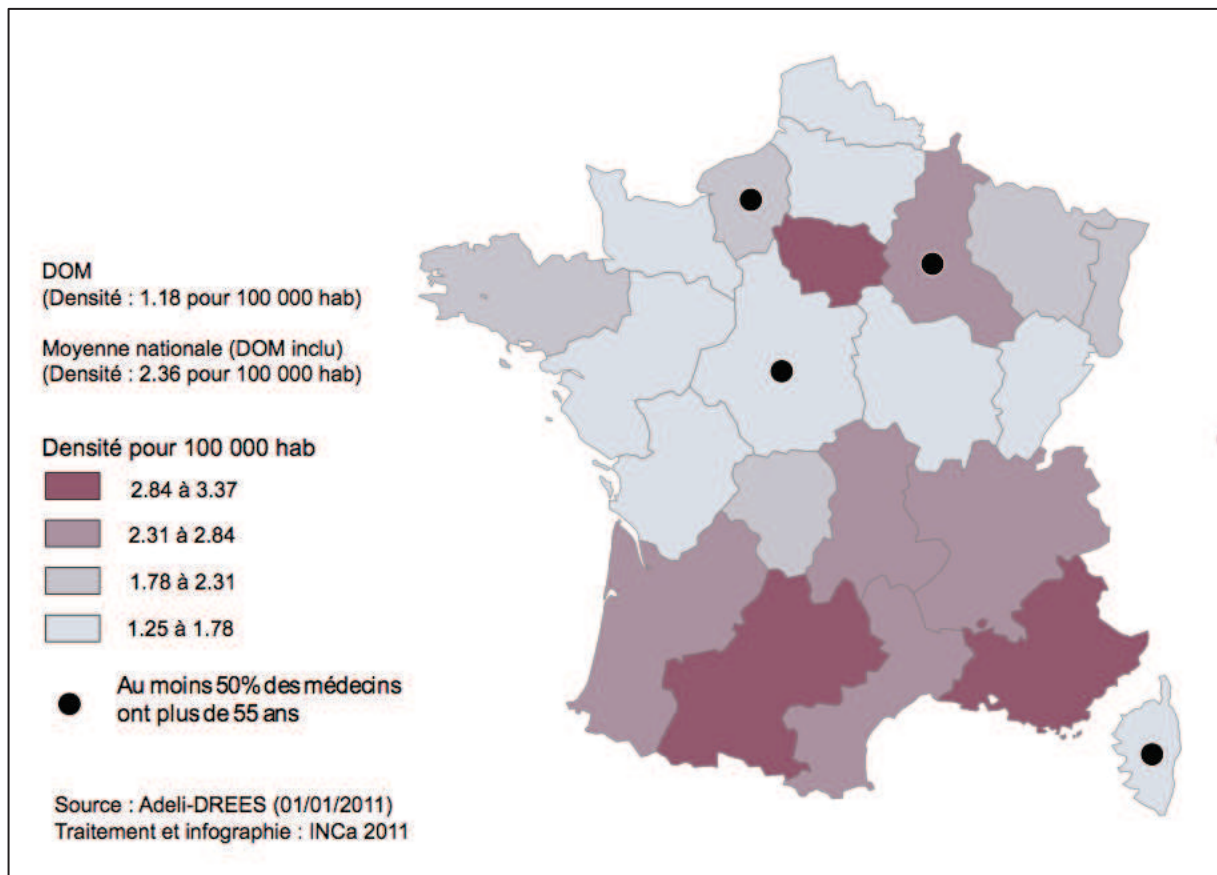 DOM
(Densité : 1.18 pour 100 000 hab)
Moyenne nationale (DOM inclu)
(Densité : 2.36 pour 100 000 hab)
Densité pour 100 000 hab
2.84 à 3.37
2.31 à 2.84
1.78 à 2.31
1.25 à 1.78
Au moins 50% des médecins
ont plus de 55 ans
Source : Adeli-DREES (01/01/2011)
Traitement et infographie : INCa 2011